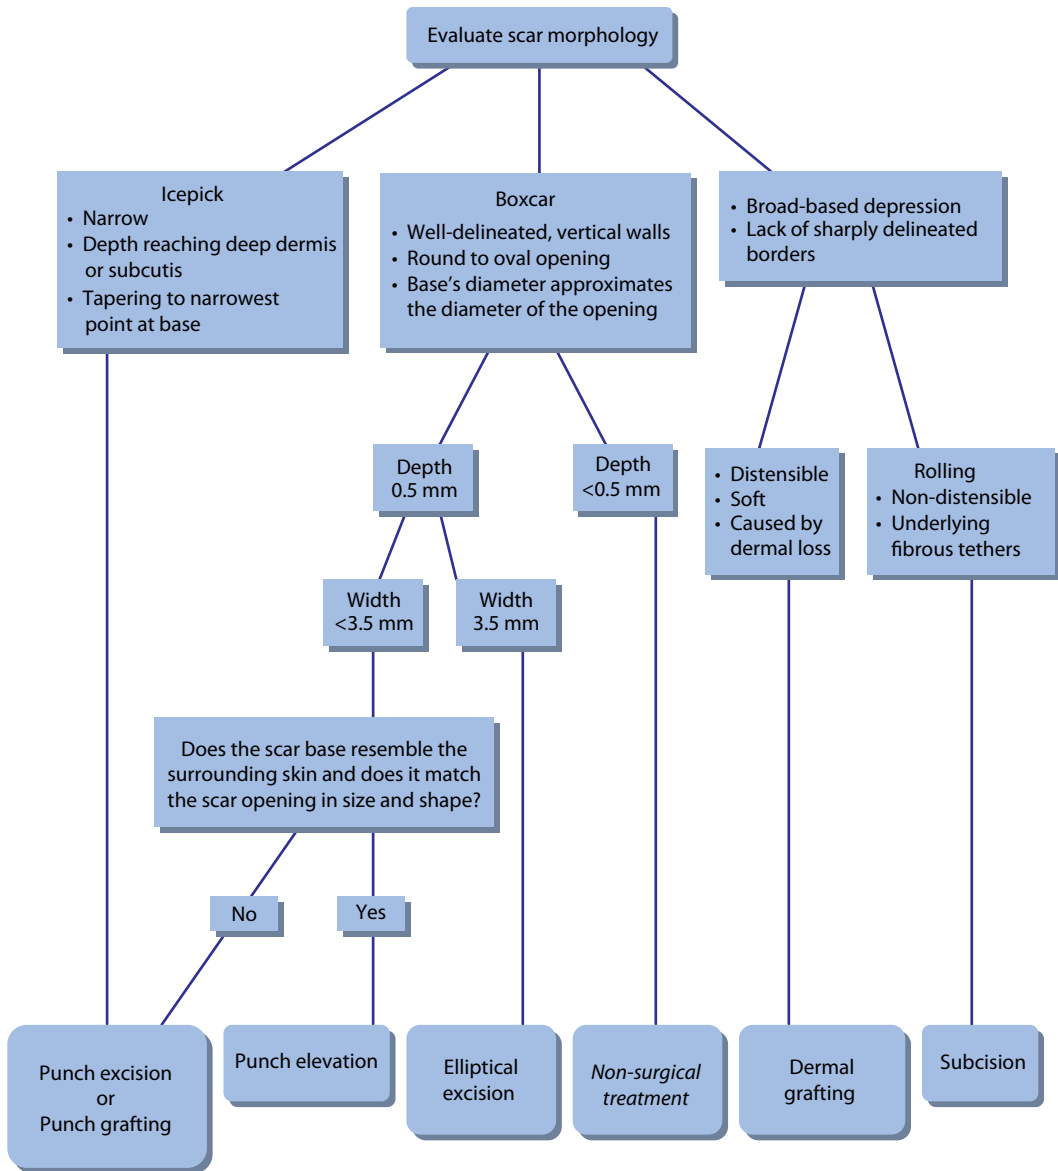 Evaluate scar morphology
Icepick
• Narrow
• Depth reaching deep dermis
or subcutis
• Tapering to narrowest
point at base
Boxcar
• Well-delineated, vertical walls
• Round to oval opening
• Base's diameter approximates
the diameter of the opening
• Broad-based depression
• Lack of sharply delineated
borders
Depth
0.5 mm
Depth
<0.5 mm
• Distensible
• Soft
• Caused by
dermal loss
Rolling
• Non-distensible
• Underlying
fibrous tethers
Width
<3.5 mm
Width
3.5 mm
Does the scar base resemble the
surrounding skin and does it match
the scar opening in size and shape?
No
Yes
Punch excision
or
Punch grafting
Punch elevation
Elliptical
excision
Non-surgical
treatment
Dermal
grafting
Subcision